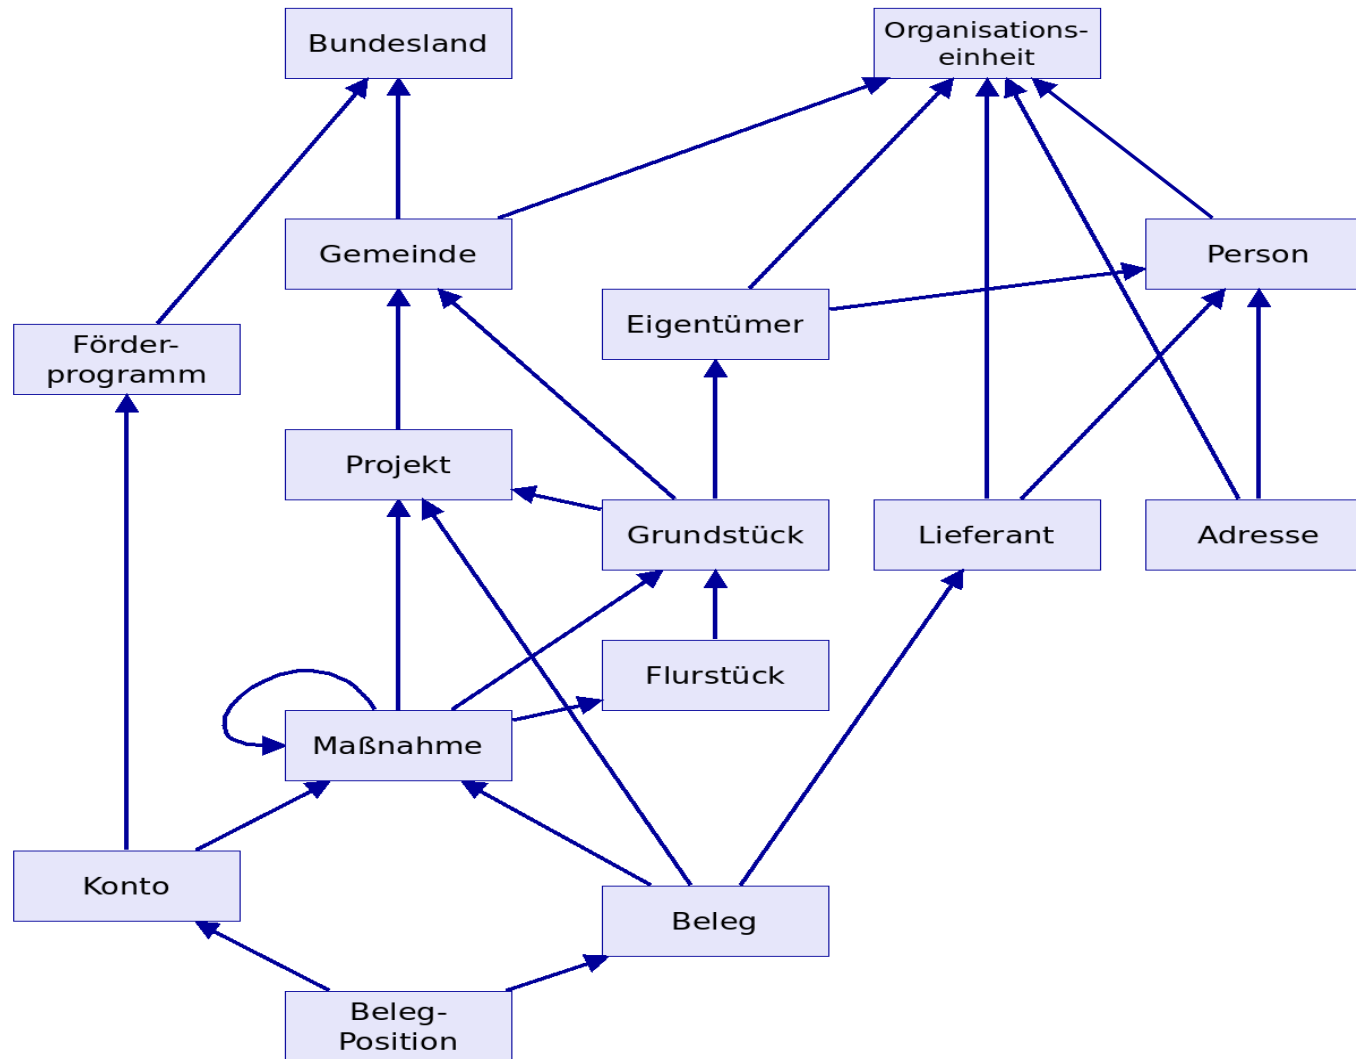 Bundesland
Organisations-
einheit
Gemeinde
Person
Eigentümer
Förder-
programm
Projekt
Grundstück
Lieferant
Adresse
Flurstück
Maßnahme
Konto
Beleg
Beleg-
Position